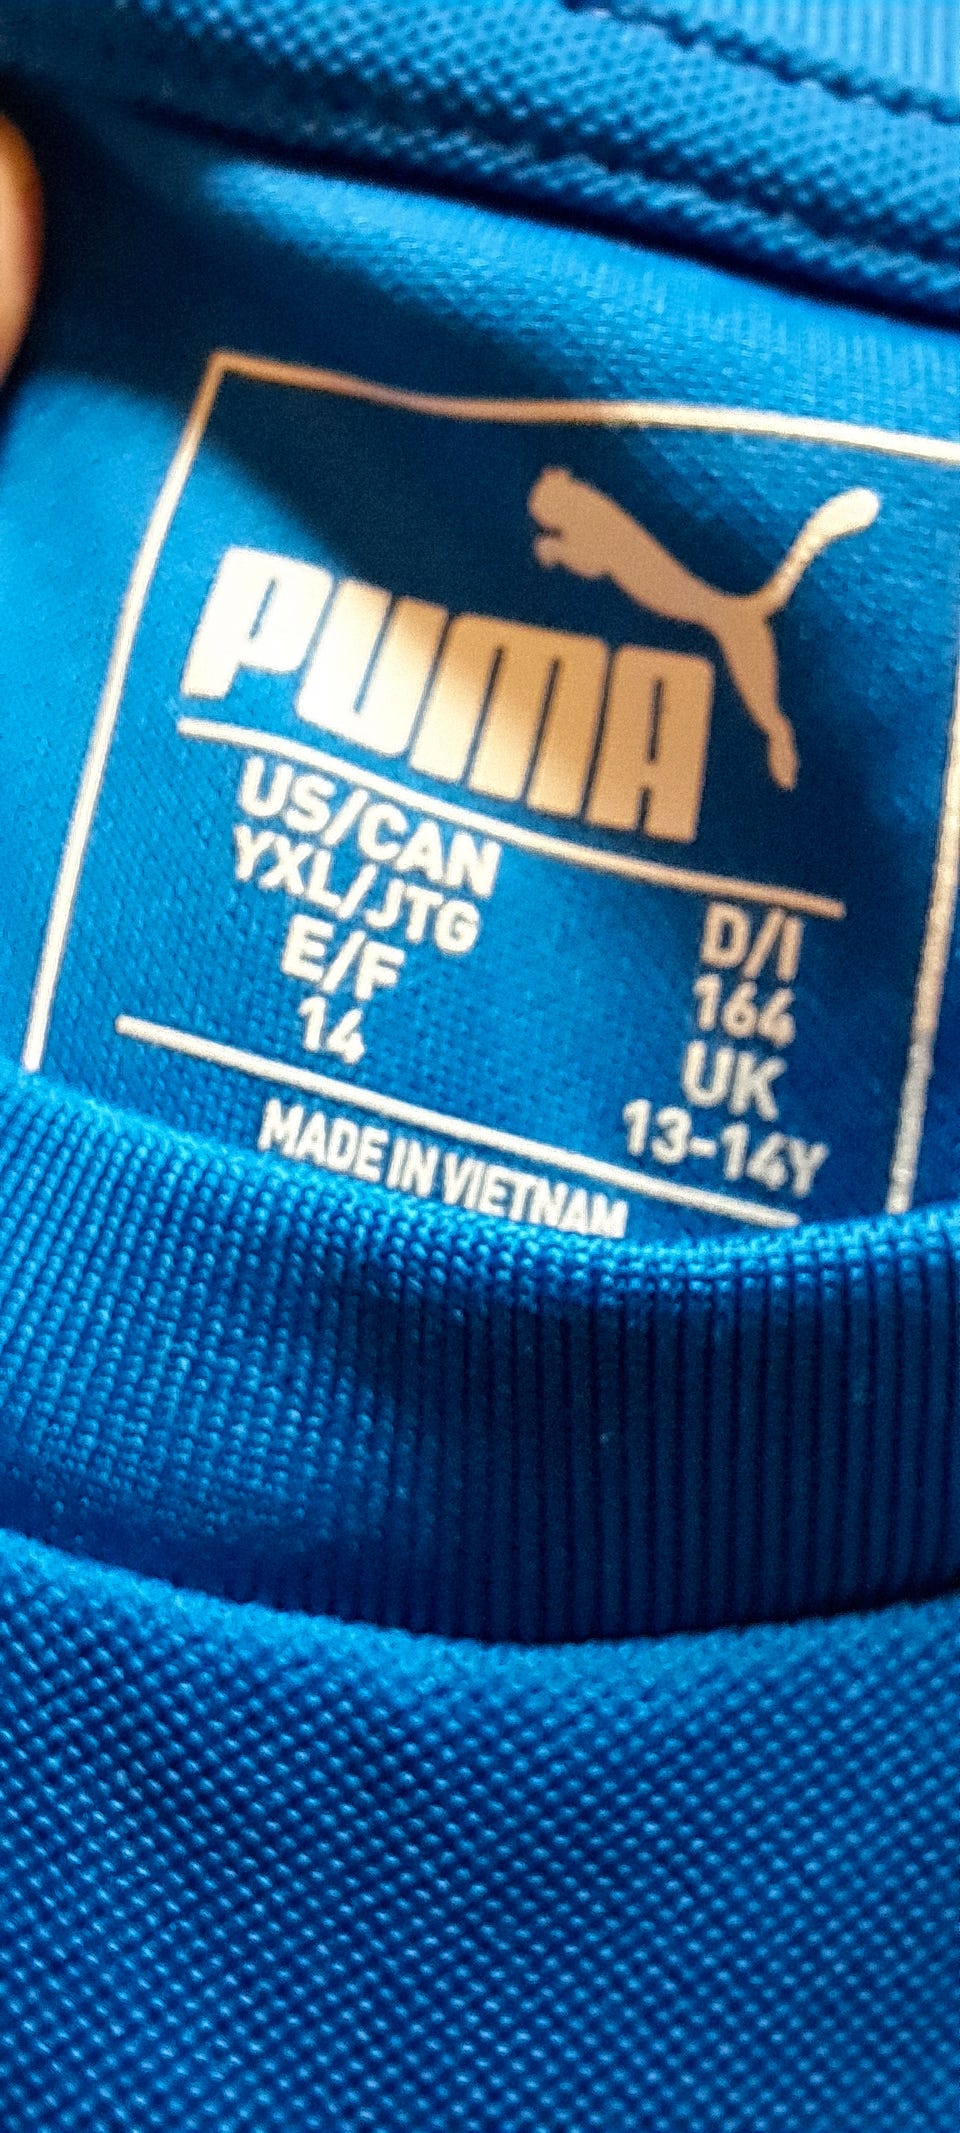 PUMA
US/CAN
YXL/JTG
E/F
14
D/I
164
UK
13-14Y
MADE IN VIETNAM